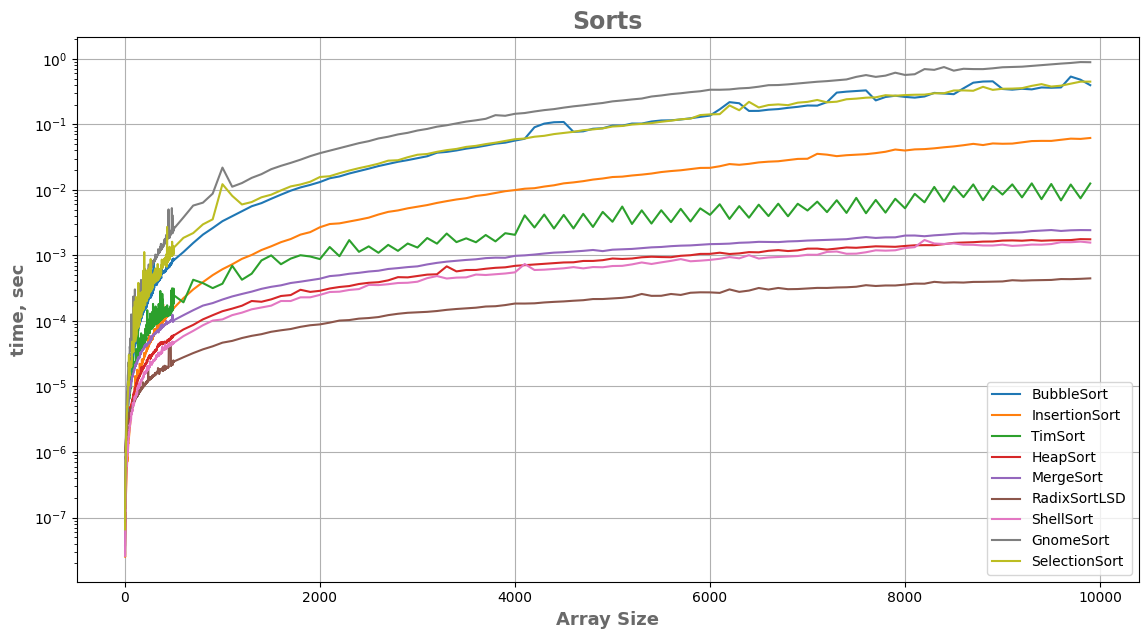 Sorts
time, sec
10⁰
10⁻¹
10⁻²
10⁻³
10⁻⁴
10⁻⁵
10⁻⁶
10⁻⁷
BubbleSort
InsertionSort
TimSort
HeapSort
MergeSort
RadixSortLSD
ShellSort
GnomeSort
SelectionSort
0 2000 4000 6000 8000 10000
Array Size